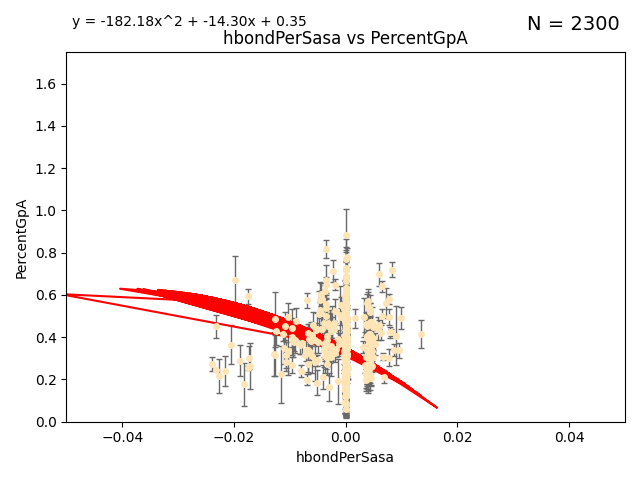 y = -182.18x^2 + -14.30x + 0.35
N = 2300
hbondPerSasa vs PercentGpA
1.6
1.4
1.2
1.0
0.8
0.6
0.4
0.2
0.0
PercentGpA
−0.04
−0.02
0.00
0.02
0.04
hbondPerSasa